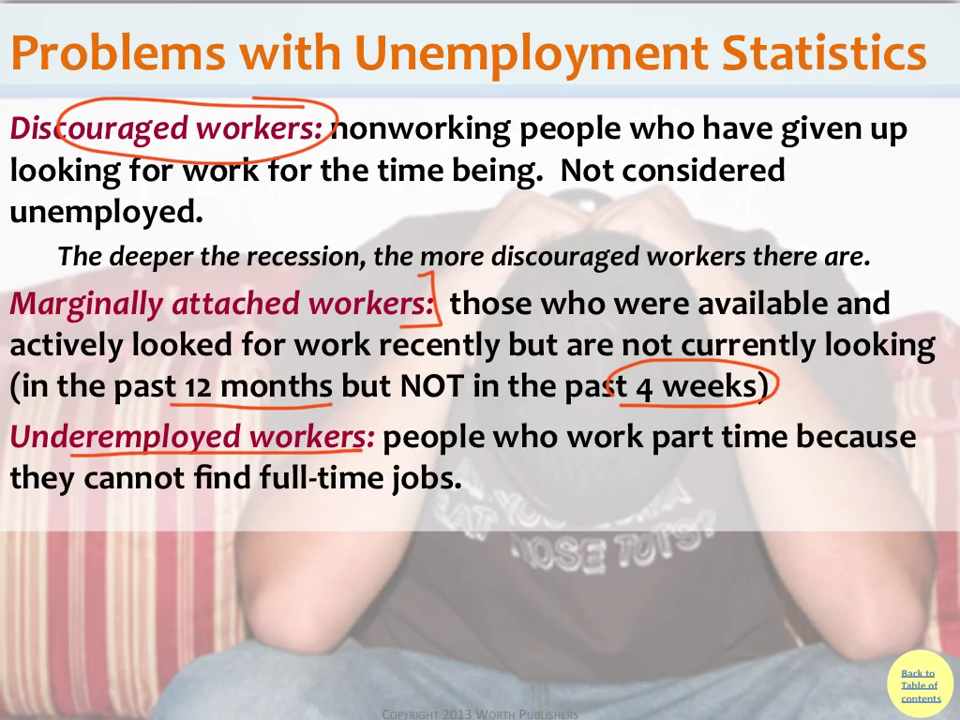 Problems with Unemployment Statistics
Discouraged workers: nonworking people who have given up
looking for work for the time being.  Not considered
unemployed.
The deeper the recession, the more discouraged workers there are.
Marginally attached workers:  those who were available and
actively looked for work recently but are not currently looking
(in the past 12 months but NOT in the past 4 weeks)
Underemployed workers: people who work part time because
they cannot find full-time jobs.
EAT THOSE TOTS?
Back to
Table of
contents
Copyright 2013 Worth Publishers